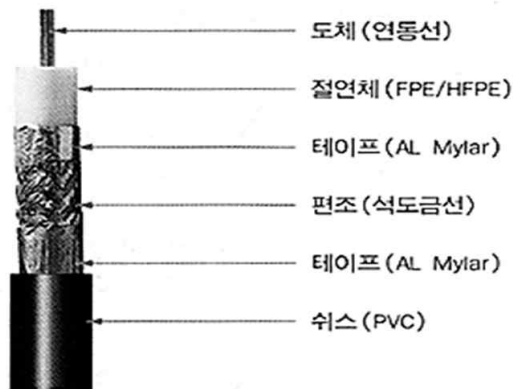 도체(연동선)
절연체(FPE/HFPE)
테이프(AL Mylar)
편조(석도금선)
테이프(AL Mylar)
쉬스(PVC)